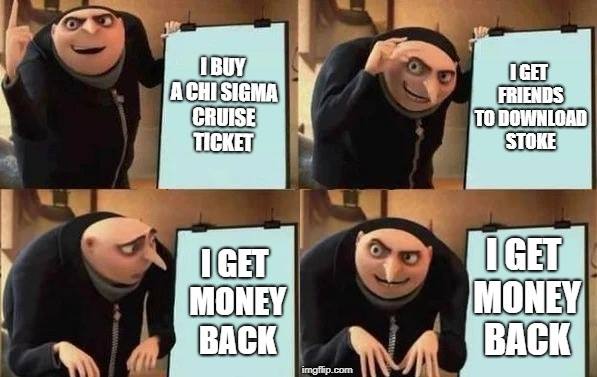 I BUY
A CHI SIGMA
CRUISE
TICKET
I GET
FRIENDS
TO DOWNLOAD
STOKE
I GET
MONEY
BACK
I GET
MONEY
BACK
imgflip.com